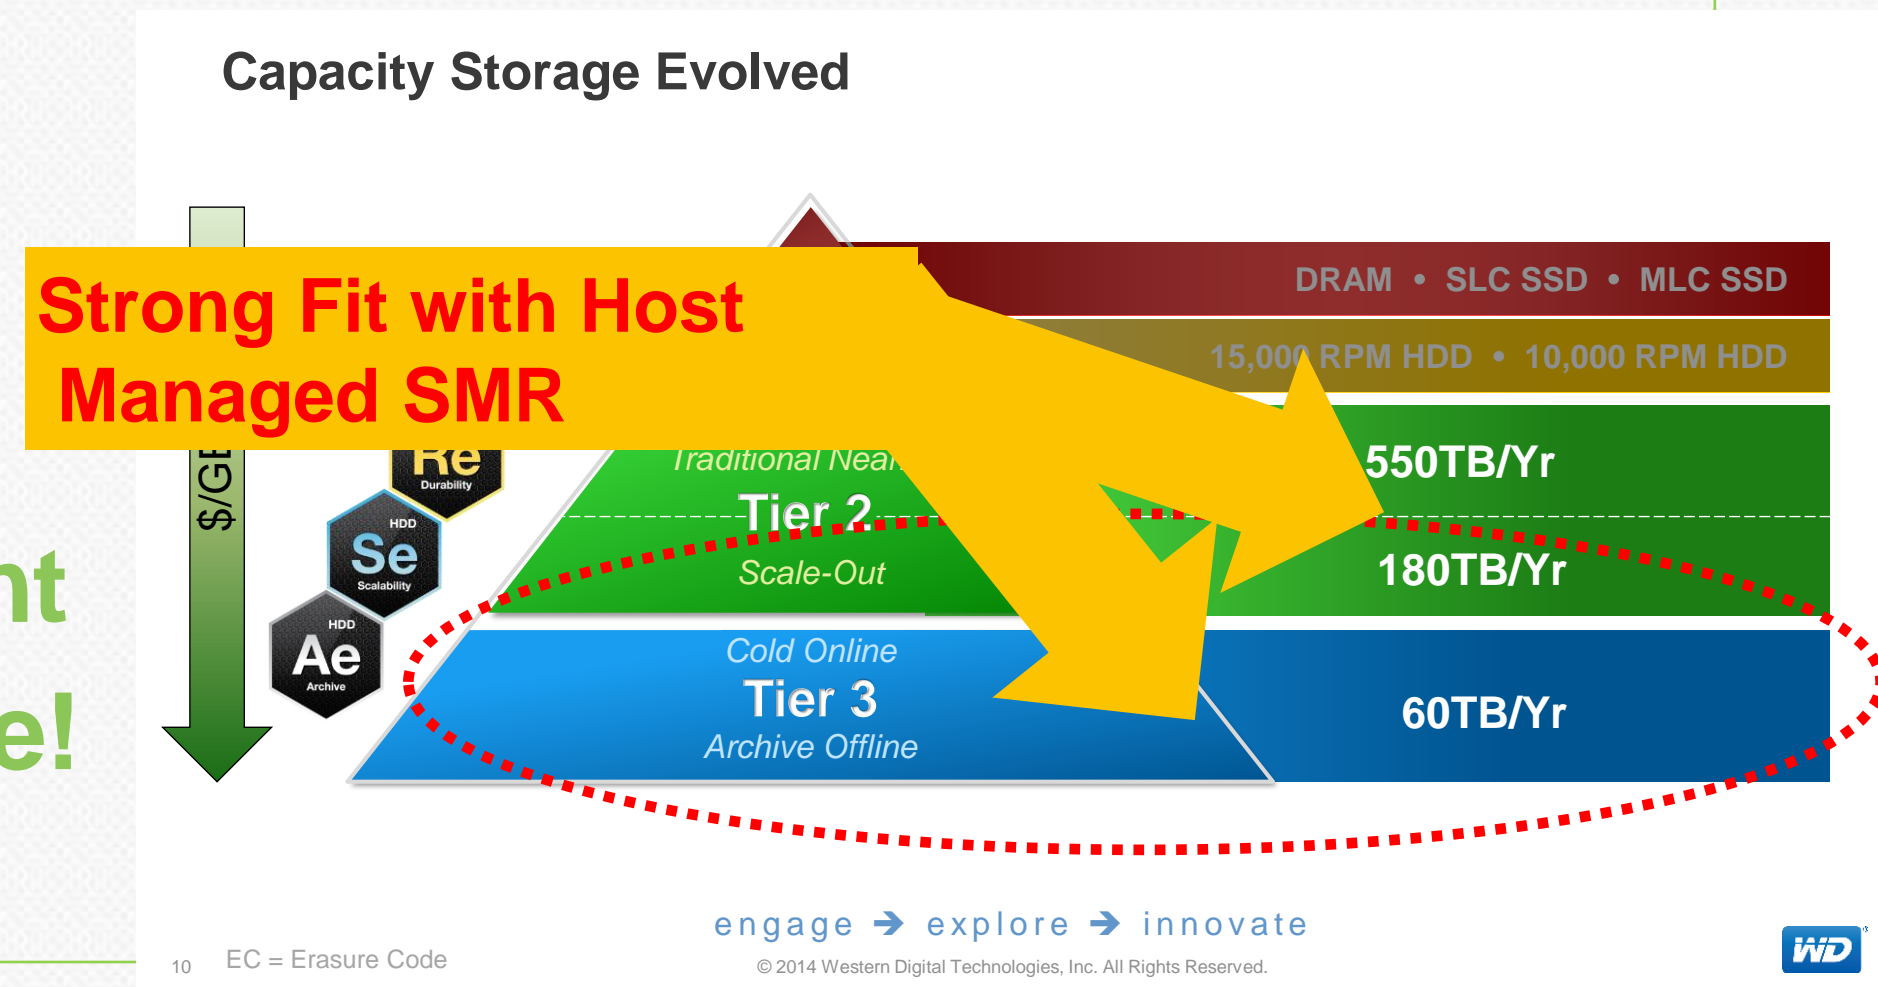 Capacity Storage Evolved
DRAM • SLC SSD • MLC SSD
15,000 RPM HDD • 10,000 RPM HDD
Strong Fit with Host
Managed SMR
Re
Durability
Traditional
550TB/Yr
Tier 2
HDD
Se
Scalability
Scale-Out
180TB/Yr
HDD
Ae
Archive
Cold Online
Tier 3
Archive Offline
60TB/Yr
nt
e!
engage ➔ explore ➔ innovate
10
EC = Erasure Code
© 2014 Western Digital Technologies, Inc. All Rights Reserved.
WD